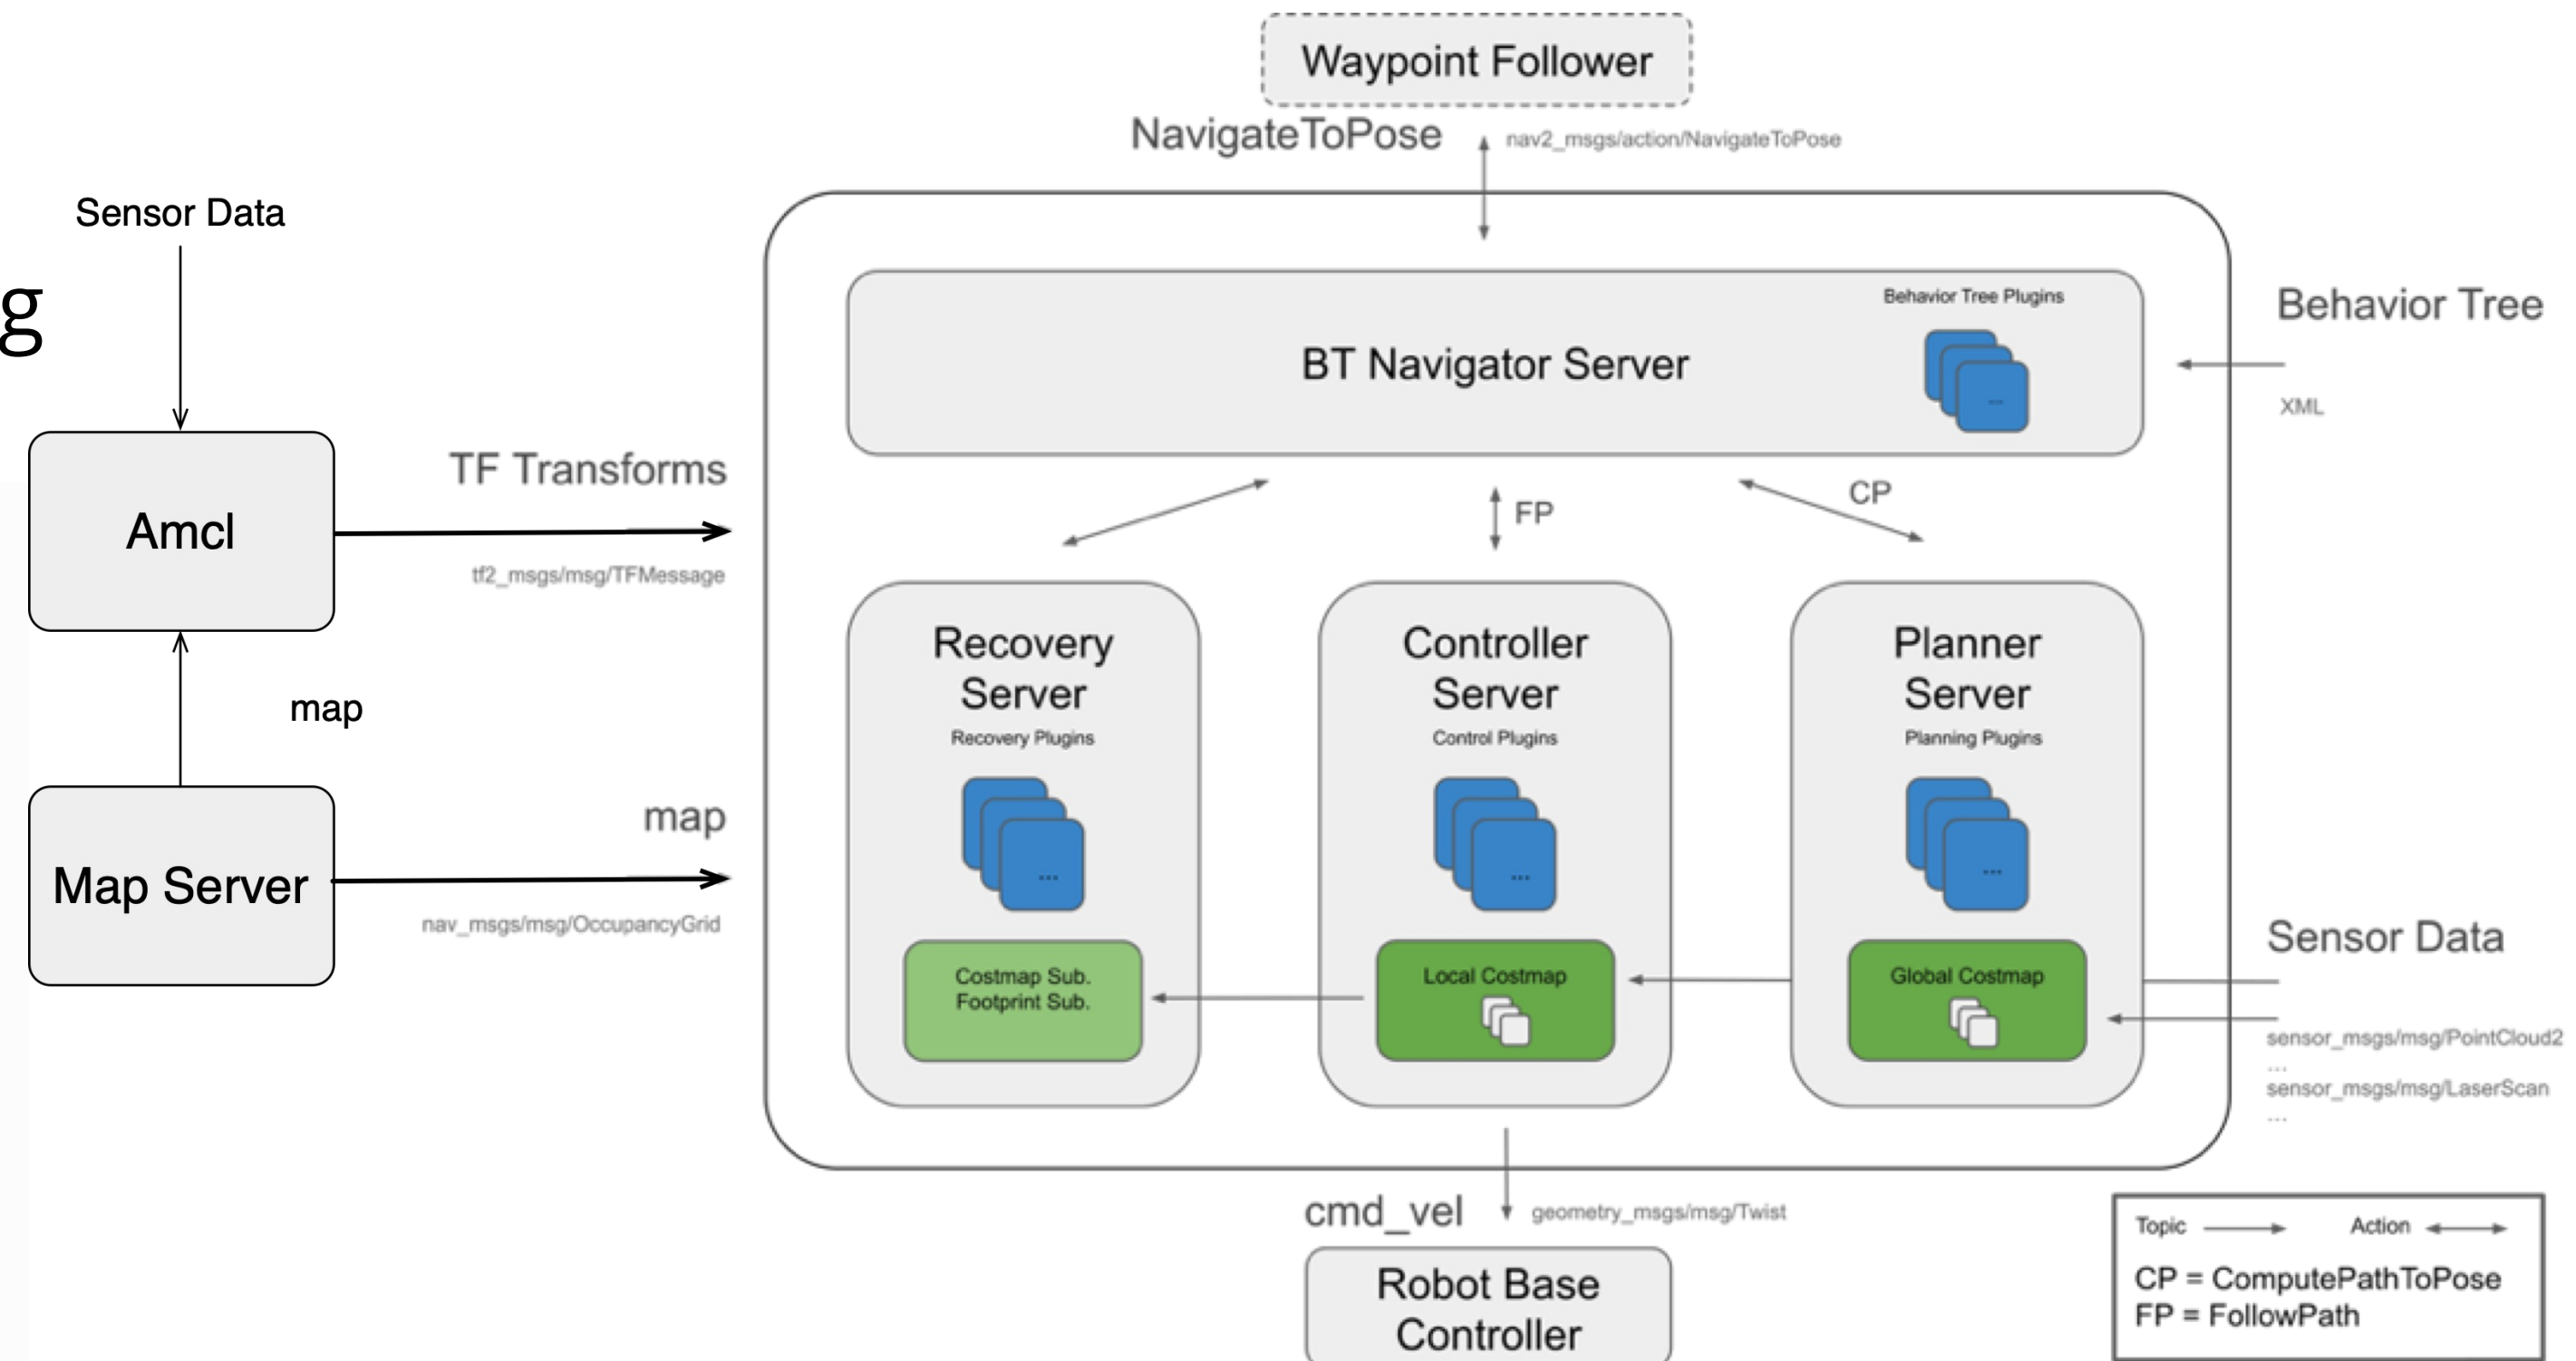 Waypoint Follower
NavigateToPose
nav2_msgs/action/NavigateToPose
Sensor Data
g
Behavior Tree Plugins
Behavior Tree
BT Navigator Server
...
XML
TF Transforms
Amcl
tf2_msgs/msg/TFMessage
FP
CP
map
Recovery
Server
Recovery Plugins
...
Controller
Server
Control Plugins
...
Planner
Server
Planning Plugins
...
map
Map Server
nav_msgs/msg/OccupancyGrid
Costmap Sub.
Footprint Sub.
Local Costmap
Global Costmap
Sensor Data
sensor_msgs/msg/PointCloud2
...
sensor_msgs/msg/LaserScan
...
cmd_vel
geometry_msgs/msg/Twist
Robot Base
Controller
Topic
Action
CP = ComputePathToPose
FP = FollowPath